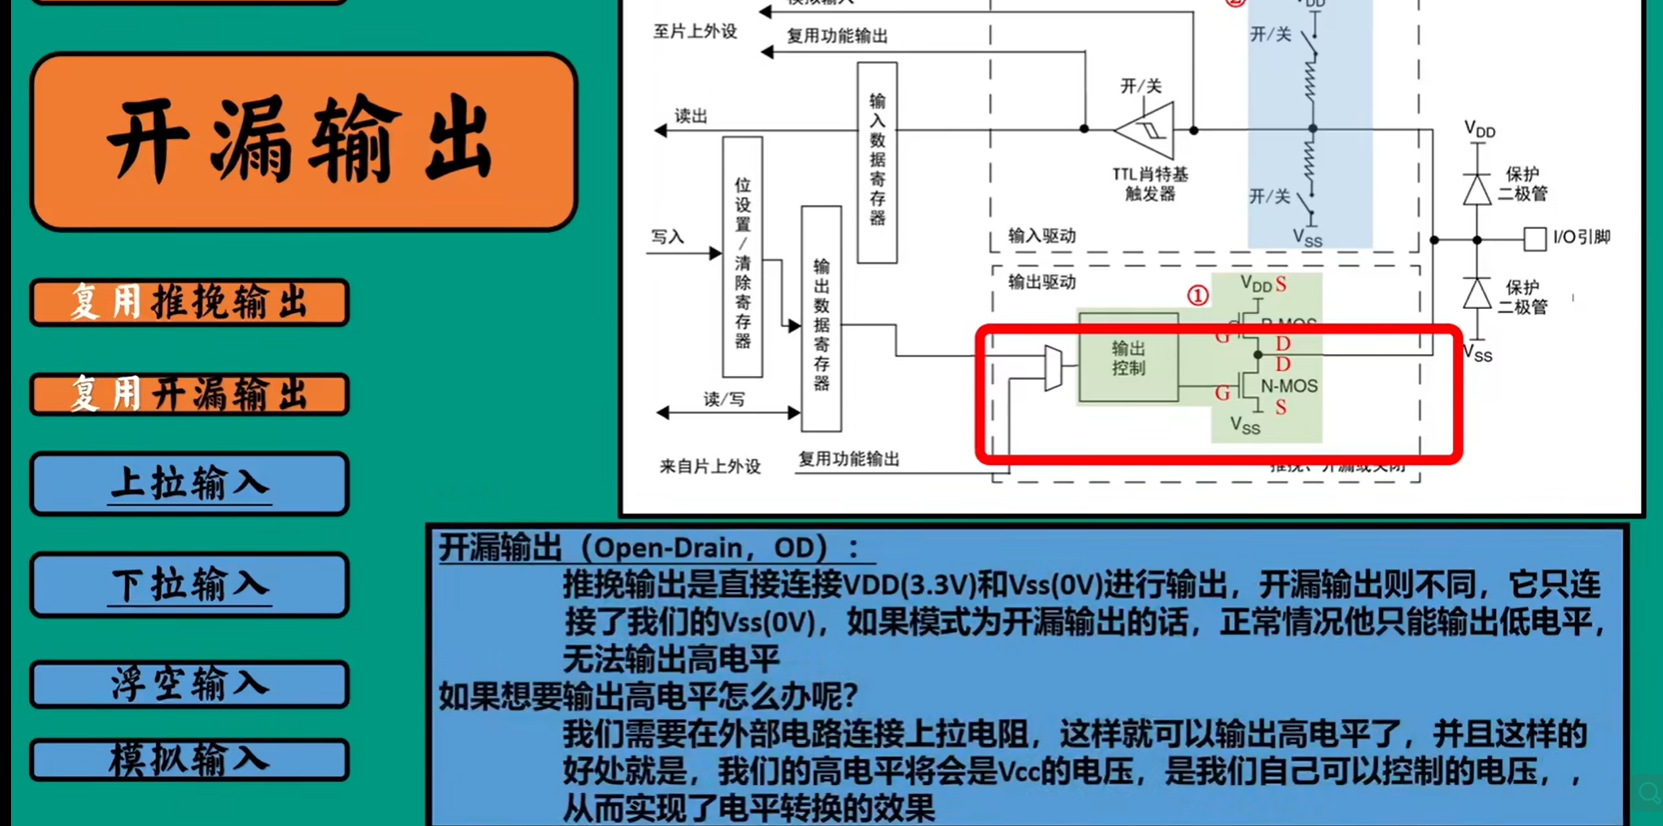 开漏输出
复用推挽输出
复用开漏输出
上拉输入
下拉输入
浮空输入
模拟输入
模拟输入
至片上外设
复用功能输出
读出
输入数据寄存器
位设置/清除寄存器
输出数据寄存器
写入
读/写
来自片上外设
复用功能输出
开/关
TTL肖特基
触发器
输入驱动
②
VDD
开/关
开/关
VSS
VDD
保护
二极管
I/O引脚
保护
二极管
VSS
输出驱动
①
VDD S
P-MOS
G
D
输出
控制
D
G
N-MOS
S
VSS
推挽、开漏或关闭
开漏输出（Open-Drain，OD）：
推挽输出是直接连接VDD(3.3V)和Vss(0V)进行输出，开漏输出则不同，它只连
接了我们的Vss(0V)，如果模式为开漏输出的话，正常情况他只能输出低电平，
无法输出高电平
如果想要输出高电平怎么办呢?
我们需要在外部电路连接上拉电阻，这样就可以输出高电平了，并且这样的
好处就是，我们的高电平将会是Vcc的电压，是我们自己可以控制的电压，，
从而实现了电平转换的效果